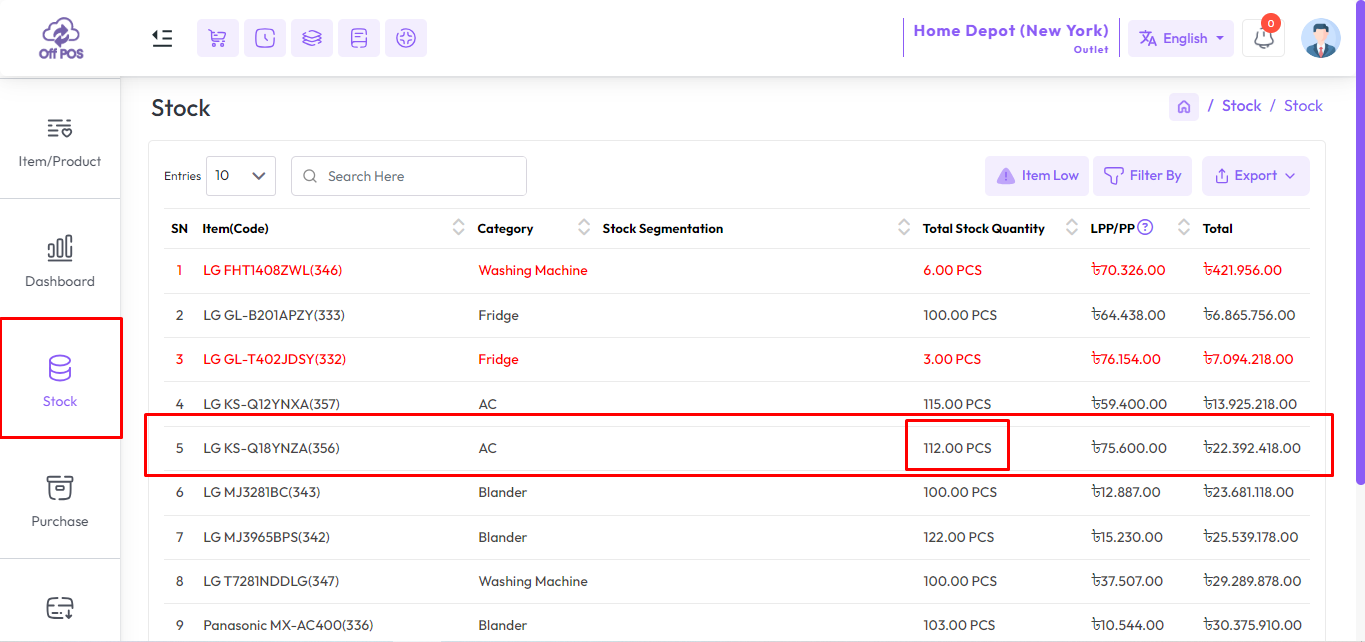 Off POS
Home Depot (New York)
Outlet
English
0
Item/Product
Dashboard
Stock
Purchase
Stock
/ Stock / Stock
Entries 10 Search Here Item Low Filter By Export
SN Item(Code) Category Stock Segmentation Total Stock Quantity LPP/PP ? Total
1 LG FHT1408ZWL(346) Washing Machine 6.00 PCS ৳70.326.00 ৳421.956.00
2 LG GL-B201APZY(333) Fridge 100.00 PCS ৳64.438.00 ৳6.865.756.00
3 LG GL-T402JDSY(332) Fridge 3.00 PCS ৳76.154.00 ৳7.094.218.00
4 LG KS-Q12YNXA(357) AC 115.00 PCS ৳59.400.00 ৳13.925.218.00
5 LG KS-Q18YNZA(356) AC 112.00 PCS ৳75.600.00 ৳22.392.418.00
6 LG MJ3281BC(343) Blander 100.00 PCS ৳12.887.00 ৳23.681.118.00
7 LG MJ3965BPS(342) Blander 122.00 PCS ৳15.230.00 ৳25.539.178.00
8 LG T7281NDDLG(347) Washing Machine 100.00 PCS ৳37.507.00 ৳29.289.878.00
9 Panasonic MX-AC400(336) Blander 103.00 PCS ৳10.544.00 ৳30.375.910.00